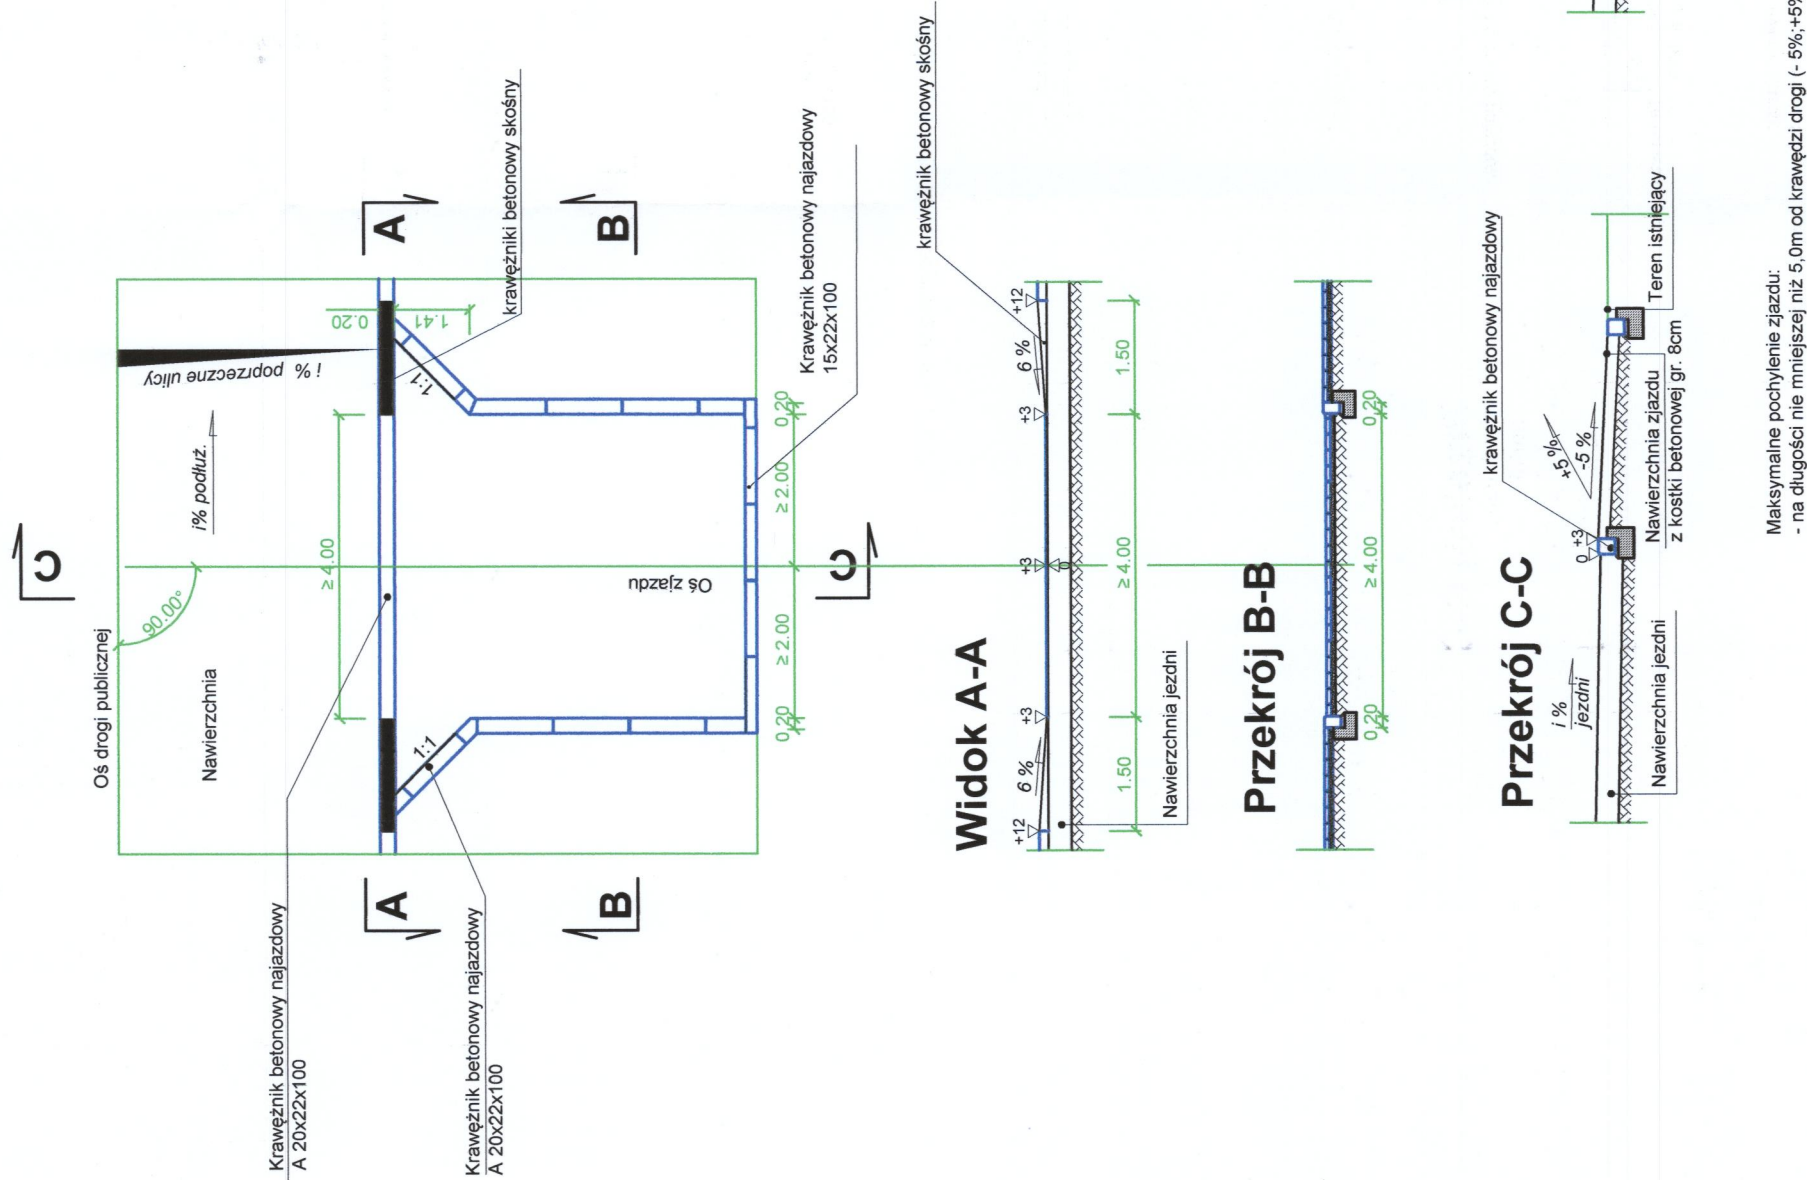 C
Oś drogi publicznej
90.00°
Nawierzchnia
i% podłuż.
i % poprzeczne ulicy
≥ 4.00
0.20
1.41
A
A
1:1
1:1
krawężniki betonowy skośny
Krawężnik betonowy najazdowy
A 20x22x100
Krawężnik betonowy najazdowy
A 20x22x100
B
B
Oś zjazdu
0.20
≥ 2.00
≥ 2.00
0.20
Krawężnik betonowy najazdowy
15x22x100
C
krawężnik betonowy skośny
Widok A-A
+12
6 %
+3
+3
0
+3
6 %
+12
1.50
≥ 4.00
1.50
Nawierzchnia jezdni
Przekrój B-B
0.20
≥ 4.00
0.20
Przekrój C-C
krawężnik betonowy najazdowy
i %
jezdni
0
+3
+5%
-5 %
Nawierzchnia jezdni
Nawierzchnia zjazdu
z kostki betonowej gr. 8cm
Teren istniejący
Maksymalne pochylenie zjazdu:
- na długości nie mniejszej niż 5,0m od krawędzi drogi (- 5%;+5%